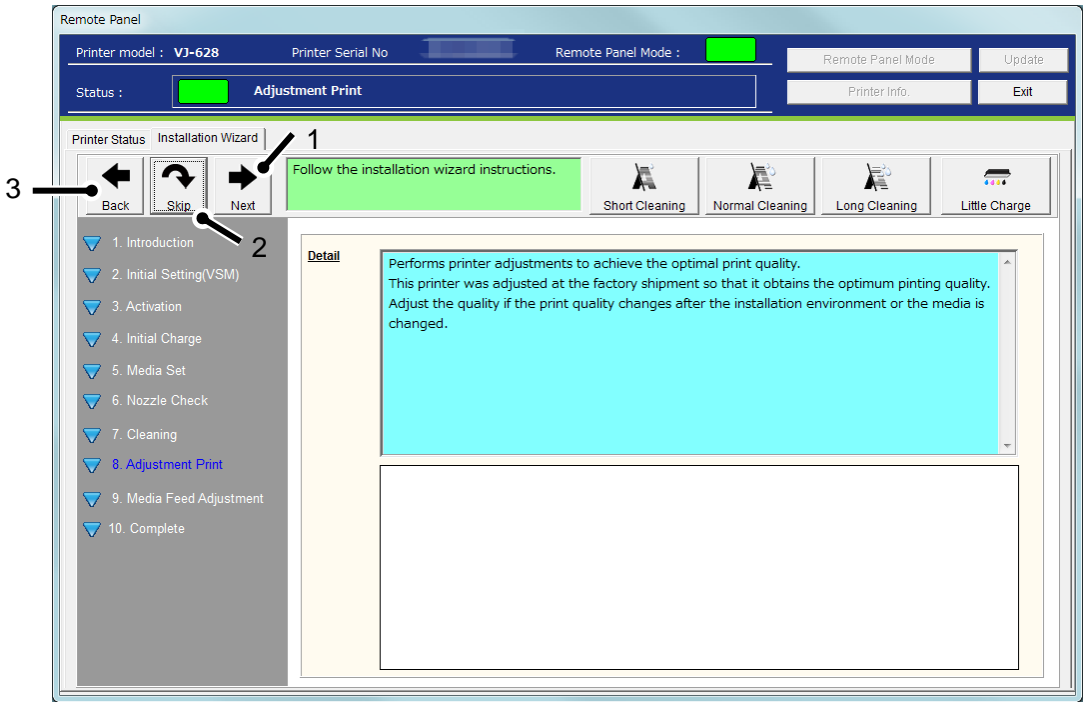 Remote Panel
Printer model : VJ-628 Printer Serial No Remote Panel Mode :
Remote Panel Mode Update
Status : Adjustment Print
Printer Info. Exit
Printer Status Installation Wizard
1
3
Back Skip Next
Follow the installation wizard instructions.
Short Cleaning Normal Cleaning Long Cleaning Little Charge
2
1. Introduction
2. Initial Setting(VSM)
3. Activation
4. Initial Charge
5. Media Set
6. Nozzle Check
7. Cleaning
8. Adjustment Print
9. Media Feed Adjustment
10. Complete
Detail
Performs printer adjustments to achieve the optimal print quality.
This printer was adjusted at the factory shipment so that it obtains the optimum pinting quality.
Adjust the quality if the print quality changes after the installation environment or the media is
changed.